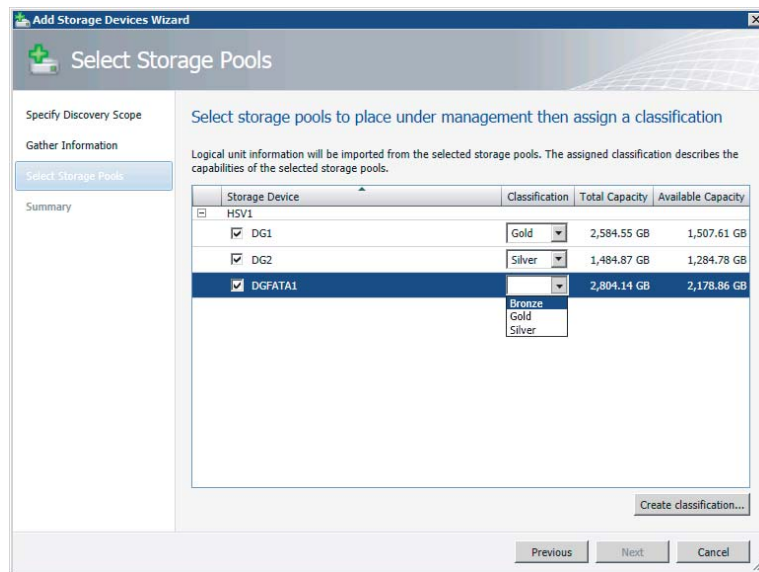 Add Storage Devices Wizard
Select Storage Pools
Specify Discovery Scope
Gather Information
Select Storage Pools
Summary
Select storage pools to place under management then assign a classification
Logical unit information will be imported from the selected storage pools. The assigned classification describes the
capabilities of the selected storage pools.
Storage Device Classification Total Capacity Available Capacity
HSV1
DG1 Gold 2,584.55 GB 1,507.61 GB
DG2 Silver 1,484.87 GB 1,284.78 GB
DGFATA1 2,804.14 GB 2,178.86 GB
Bronze
Gold
Silver
Create classification...
Previous Next Cancel